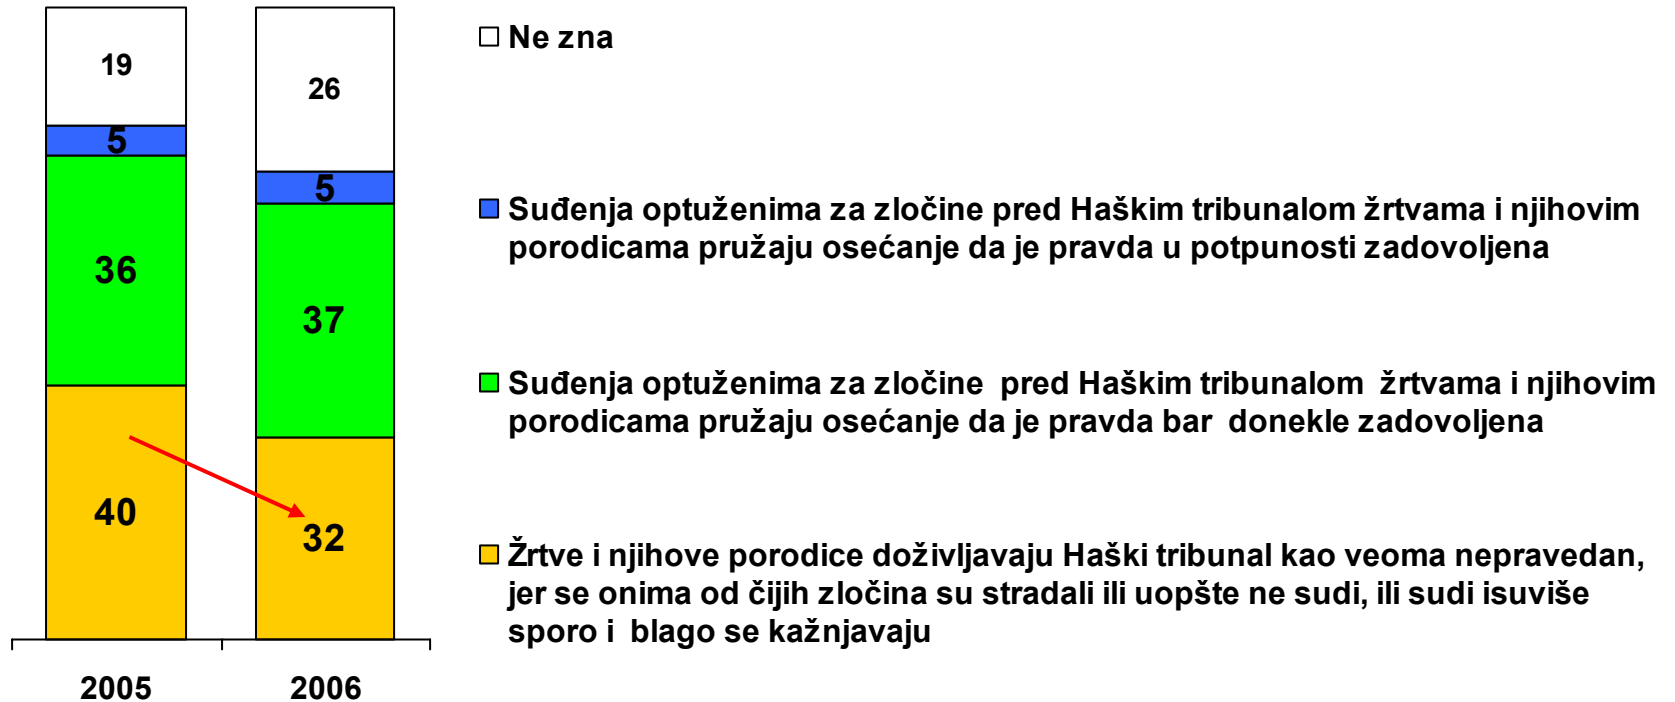 19
5
36
40
26
5
37
32
2005
2006
Ne zna
Suđenja optuženima za zločine pred Haškim tribunalom žrtvama i njihovim
porodicama pružaju osećanje da je pravda u potpunosti zadovoljena
Suđenja optuženima za zločine pred Haškim tribunalom žrtvama i njihovim
porodicama pružaju osećanje da je pravda bar donekle zadovoljena
Žrtve i njihove porodice doživljavaju Haški tribunal kao veoma nepravedan,
jer se onima od čijih zločina su stradali ili uopšte ne sudi, ili sudi isuviše
sporo i blago se kažnjavaju